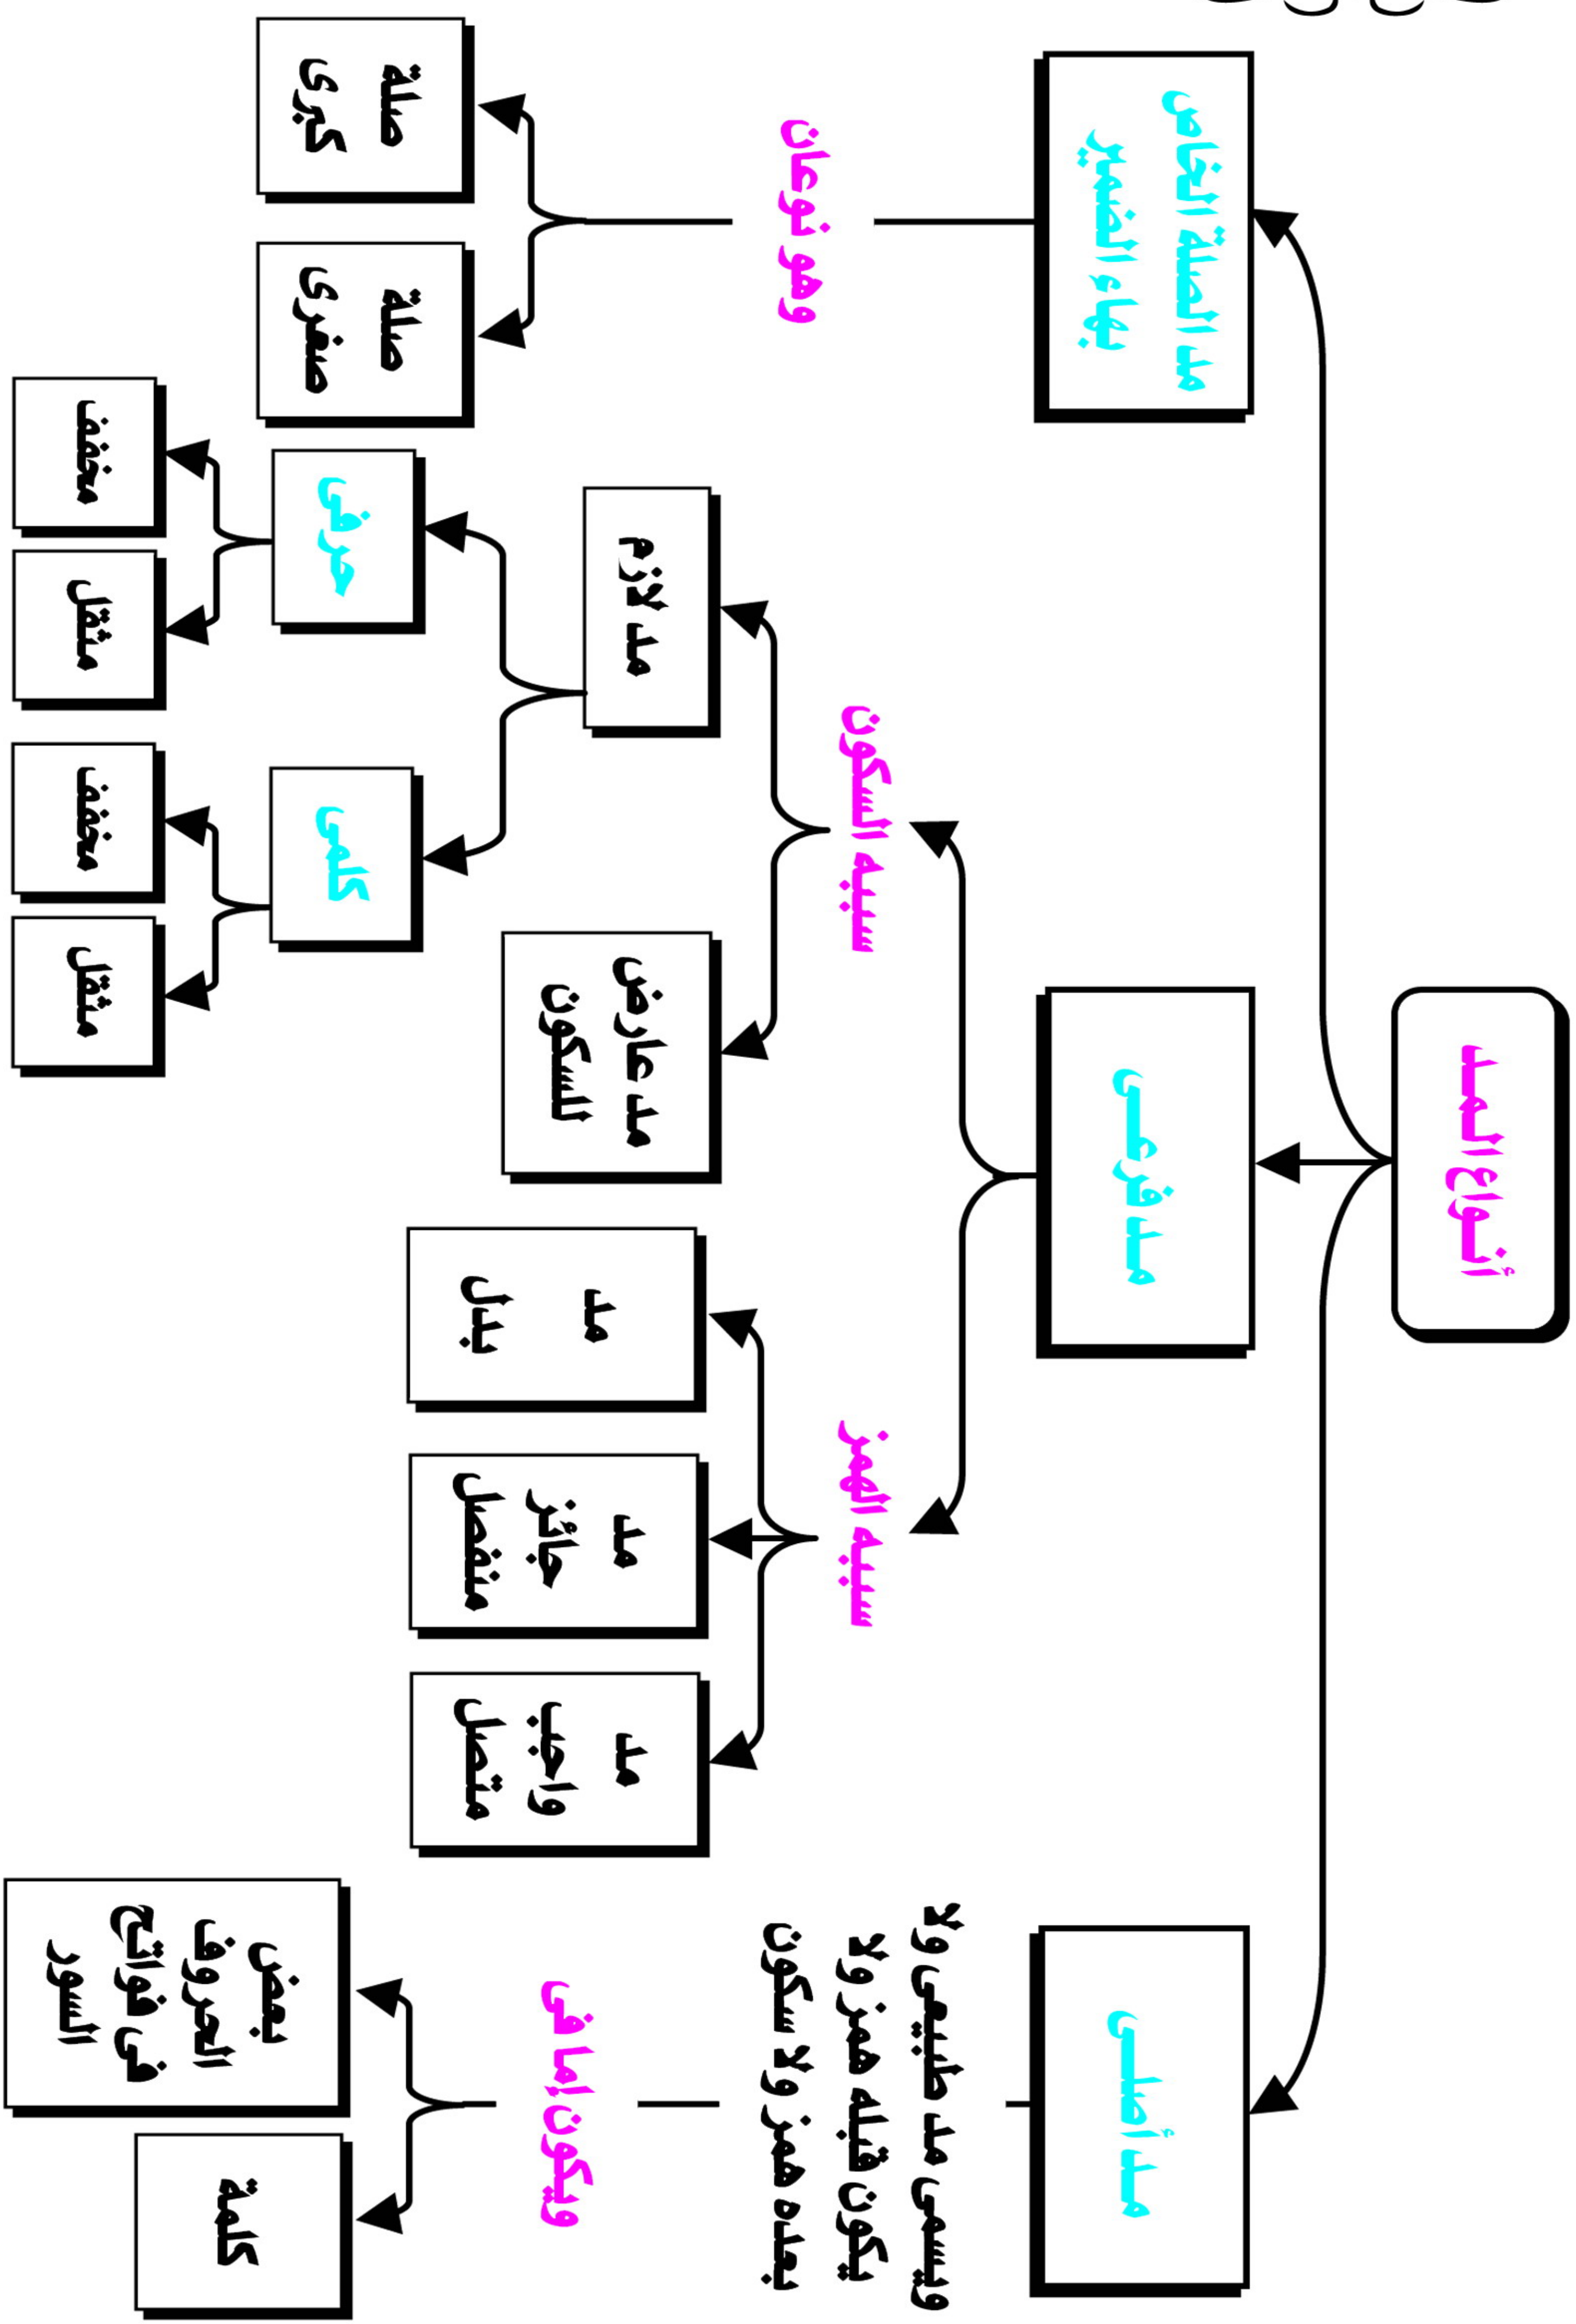 أنواع المد
مد أصلي
مد فرعي
مد الصلة الخاص
بهاء الضمير
ويسمى مد طبيعي ولا
يكون قبله همز ولا
بعده همز ولا سكون
سببه الهمز
سببه السكون
وهو نوعان
ويكون إما في
كلمة
بعض
الحروف
في فواتح
السور
مد
واجب
متصل
مد
جائز
منفصل
مد
بدل
مد عارض
للسكون
مد لازم
صلة
صغرى
صلة
كبرى
كلمي
حرفي
مثقل
مخفف
مثقل
مخفف